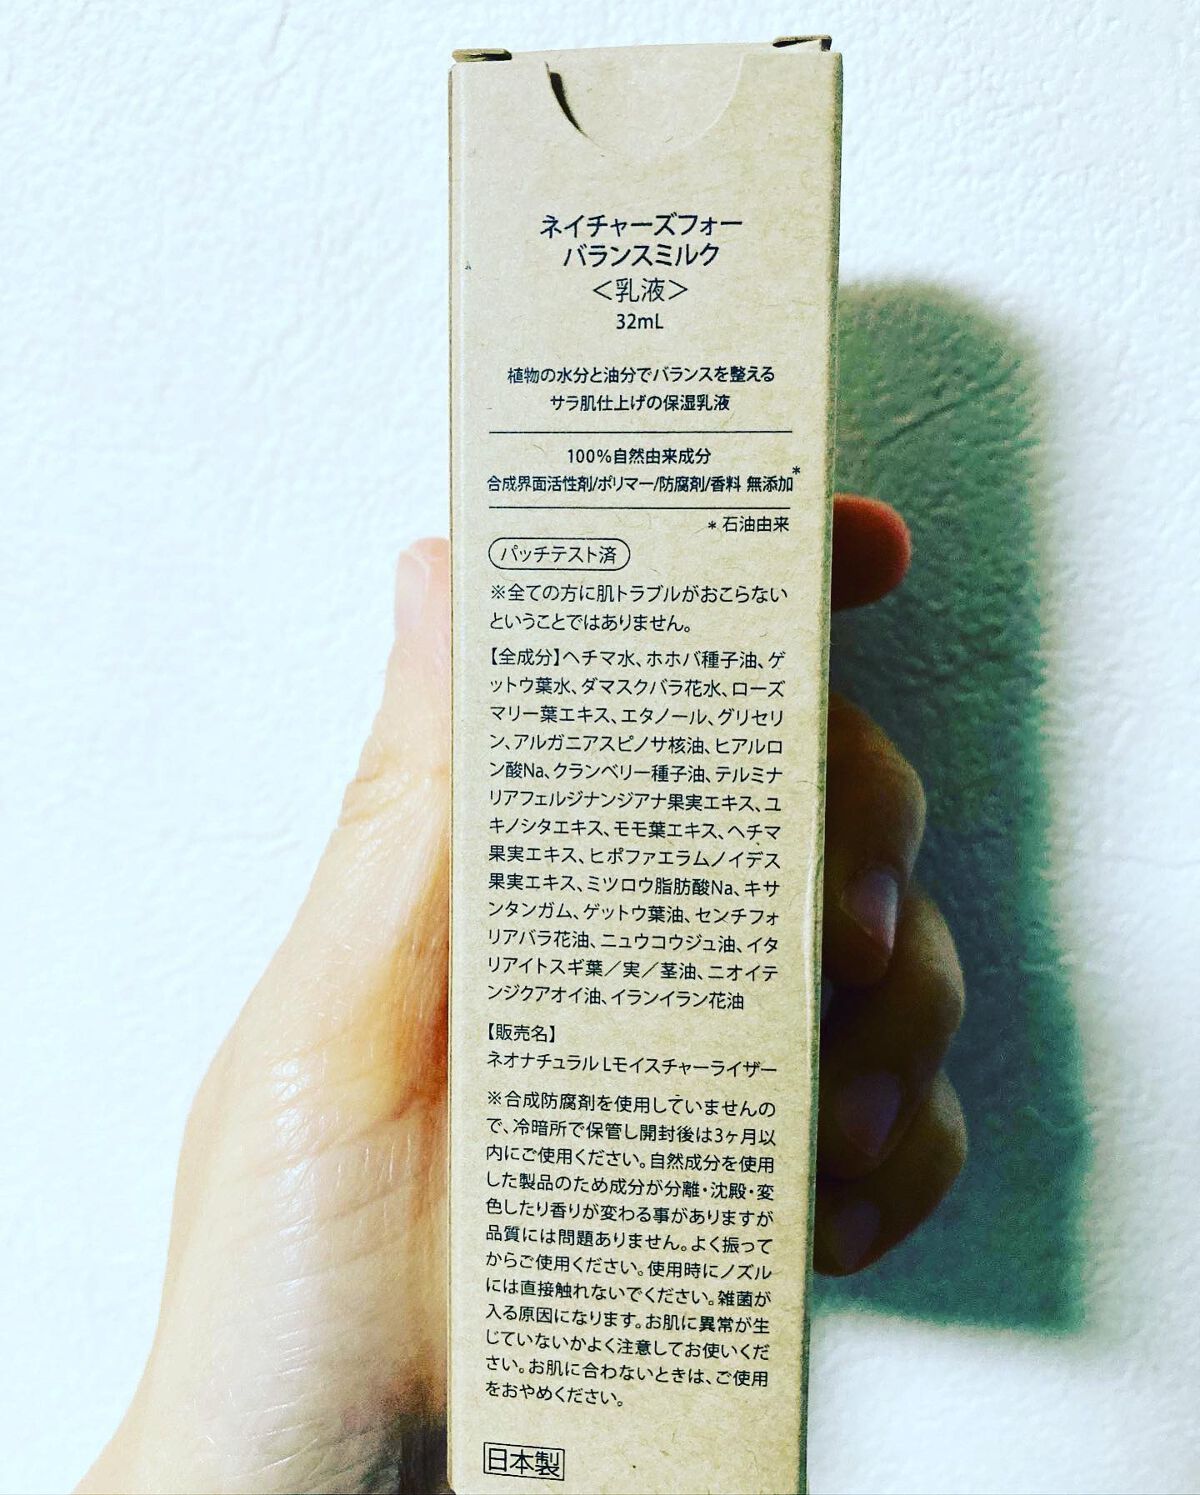 ネイチャーズフォー
バランスミルク
＜乳液＞
32mL
植物の水分と油分でバランスを整える
サラ肌仕上げの保湿乳液
100%自然由来成分
合成界面活性剤/ポリマー/防腐剤/香料 無添加*
*石油由来
パッチテスト済
※全ての方に肌トラブルがおこらない
ということではありません。
【全成分】ヘチマ水、ホホバ種子油、ゲ
ットウ葉水、ダマスクバラ花水、ローズ
マリー葉エキス、エタノール、グリセリ
ン、アルガニアスピノサ核油、ヒアルロ
ン酸Na、クランベリー種子油、テルミナ
リアフェルジナンジアナ果実エキス、ユ
キノシタエキス、モモ葉エキス、ヘチマ
果実エキス、ヒポファエラムノイデス
果実エキス、ミツロウ脂肪酸Na、キサ
ンタンガム、ゲットウ葉油、センチフォ
リアバラ花油、ニュウコウジュ油、イタ
リアイトスギ葉／実／茎油、ニオイテ
ンジクアオイ油、イランイラン花油
【販売名】
ネオナチュラル Lモイスチャーライザー
※合成防腐剤を使用していませんの
で、冷暗所で保管し開封後は3ヶ月以
内にご使用ください。自然成分を使用
した製品のため成分が分離・沈殿・変
色したり香りが変わる事がありますが
品質には問題ありません。よく振って
からご使用ください。使用時にノズル
には直接触れないでください。雑菌が
入る原因になります。お肌に異常が生
じていないかよく注意してお使いくだ
さい。お肌に合わないときは、ご使用
をおやめください。
日本製